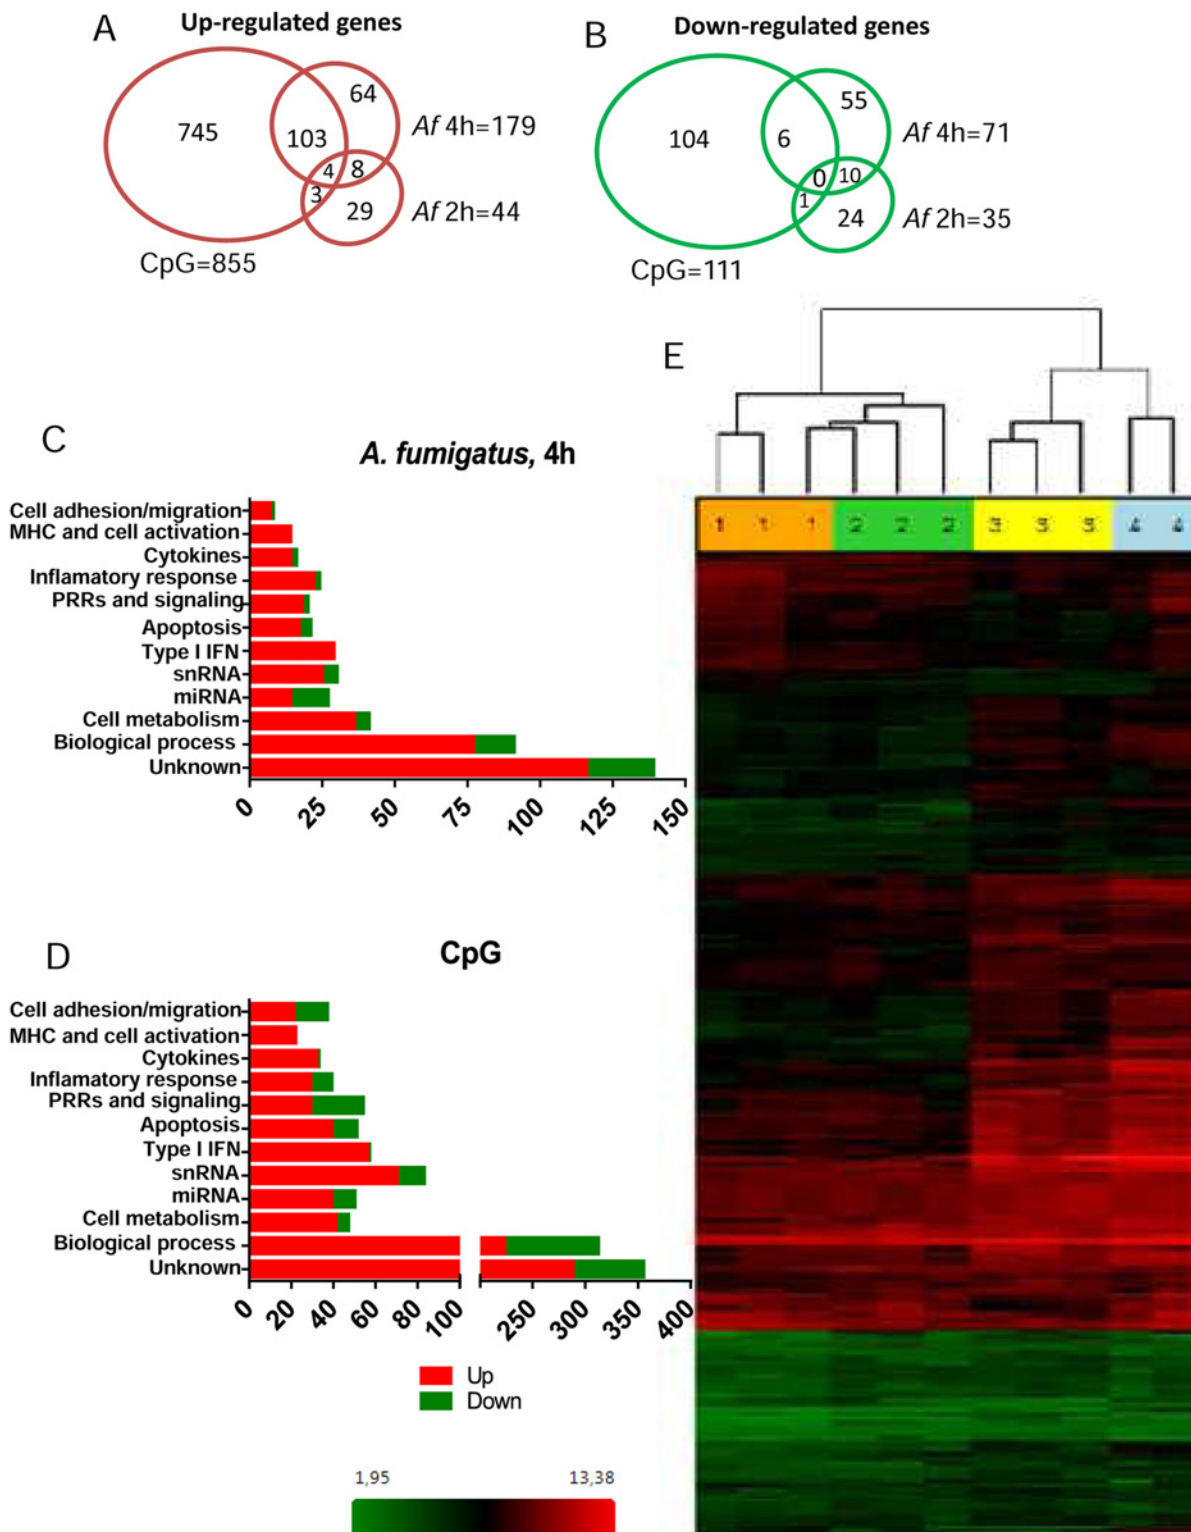 A
Up-regulated genes
745
103
64
4
8
3
29
Af 4h=179
Af 2h=44
CpG=855
B
Down-regulated genes
104
6
55
0
10
1
24
Af 4h=71
Af 2h=35
CpG=111
C
A. fumigatus, 4h
Cell adhesion/migration
MHC and cell activation
Cytokines
Inflamatory response
PRRs and signaling
Apoptosis
Type I IFN
snRNA
miRNA
Cell metabolism
Biological process
Unknown
0 25 50 75 100 125 150
D
CpG
Cell adhesion/migration
MHC and cell activation
Cytokines
Inflamatory response
PRRs and signaling
Apoptosis
Type I IFN
snRNA
miRNA
Cell metabolism
Biological process
Unknown
0 20 40 60 80 100 250 300 350 400
Up
Down
1,95 13,38
E
1 1 1 2 2 2 3 3 3 4 4